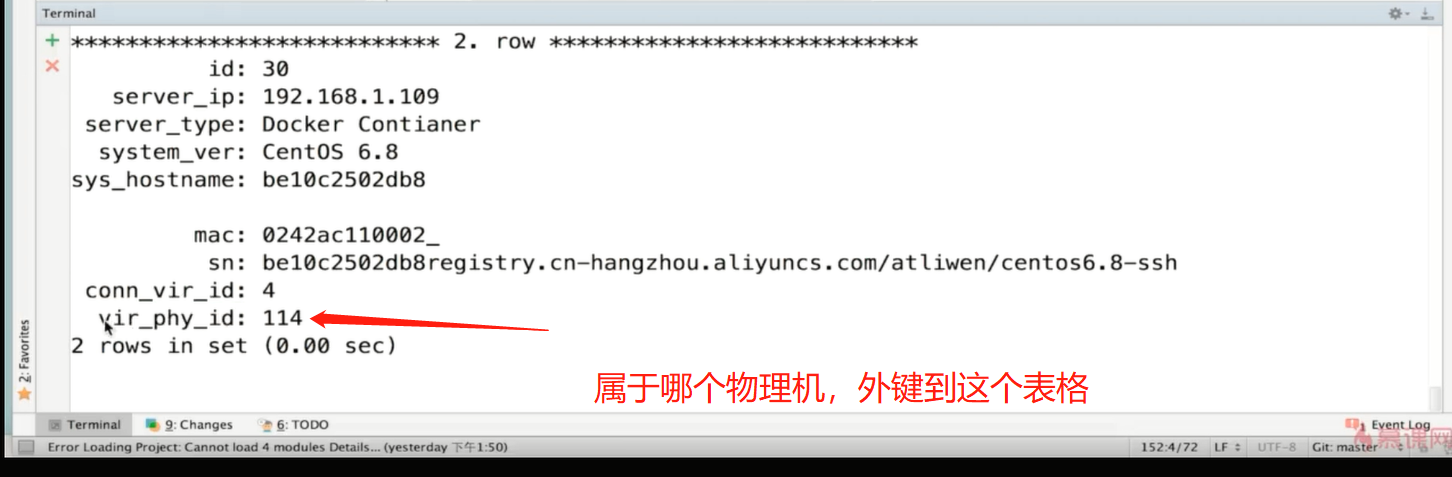 Terminal
*************************** 2. row ***************************
id: 30
server_ip: 192.168.1.109
server_type: Docker Contianer
system_ver: CentOS 6.8
sys_hostname: be10c2502db8
mac: 0242ac110002_
sn: be10c2502db8registry.cn-hangzhou.aliyuncs.com/atliwen/centos6.8-ssh
conn_vir_id: 4
vir_phy_id: 114
2 rows in set (0.00 sec)
属于哪个物理机，外键到这个表格
2: Favorites
Terminal 9: Changes 6: TODO 1 Event Log
Error Loading Project: Cannot load 4 modules Details... (yesterday 下午1:50) 152:4/72 LF UTF-8 Git: master
慕课网